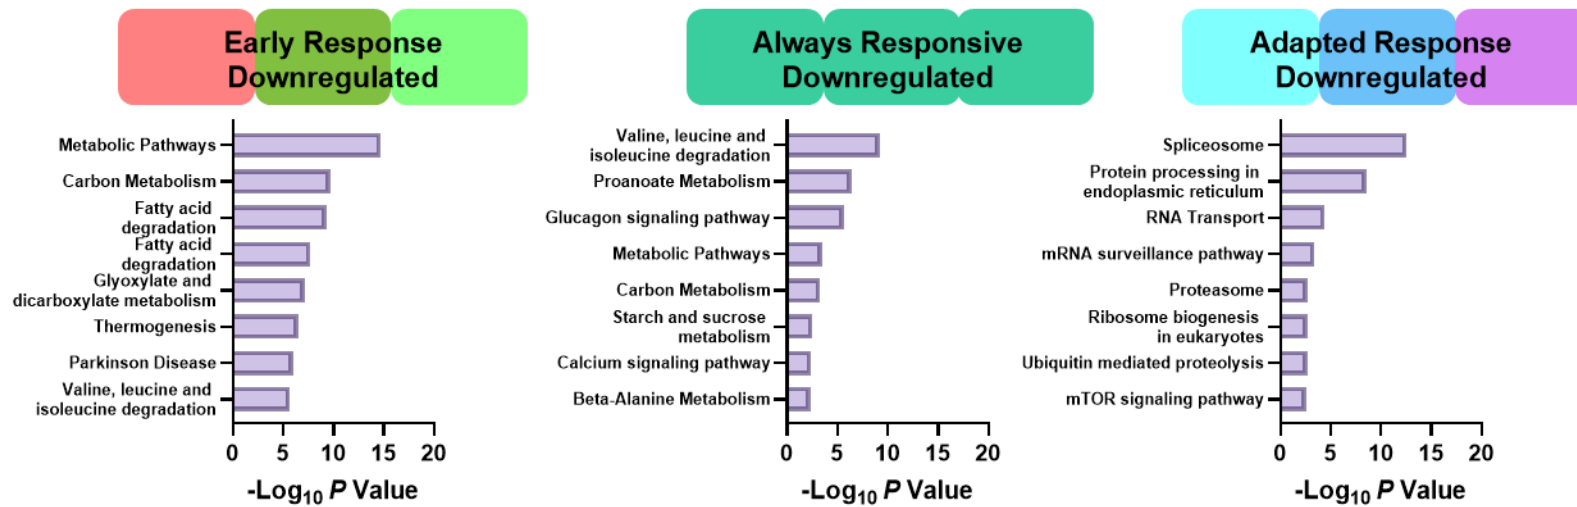 Early Response
Downregulated
Metabolic Pathways
Carbon Metabolism
Fatty acid
degradation
Fatty acid
degradation
Glyoxylate and
dicarboxylate metabolism
Thermogenesis
Parkinson Disease
Valine, leucine and
isoleucine degradation
0 5 10 15 20
-Log10 P Value
Always Responsive
Downregulated
Valine, leucine and
isoleucine degradation
Proanoate Metabolism
Glucagon signaling pathway
Metabolic Pathways
Carbon Metabolism
Starch and sucrose
metabolism
Calcium signaling pathway
Beta-Alanine Metabolism
0 5 10 15 20
-Log10 P Value
Adapted Response
Downregulated
Spliceosome
Protein processing in
endoplasmic reticulum
RNA Transport
mRNA surveillance pathway
Proteasome
Ribosome biogenesis
in eukaryotes
Ubiquitin mediated proteolysis
mTOR signaling pathway
0 5 10 15 20
-Log10 P Value